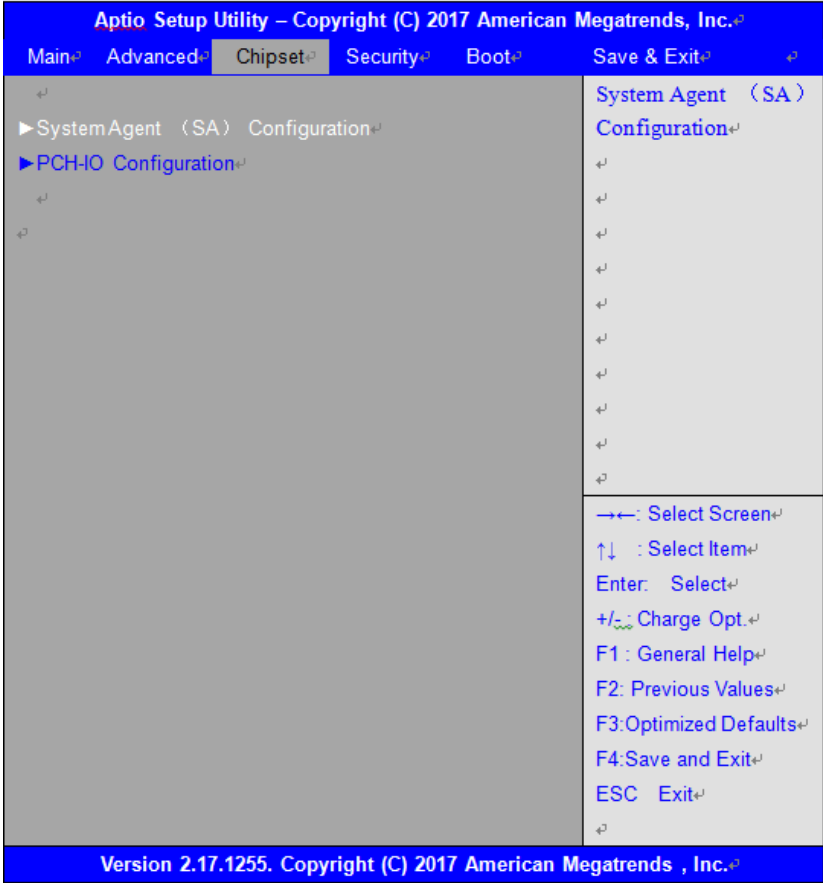 Aptio Setup Utility – Copyright (C) 2017 American Megatrends, Inc.
Main Advanced Chipset Security Boot Save & Exit
►System Agent （SA） Configuration
►PCH-IO Configuration
System Agent （SA）
Configuration
→←: Select Screen
↑↓ : Select Item
Enter: Select
+/- : Charge Opt.
F1 : General Help
F2: Previous Values
F3:Optimized Defaults
F4:Save and Exit
ESC Exit
Version 2.17.1255. Copyright (C) 2017 American Megatrends , Inc.